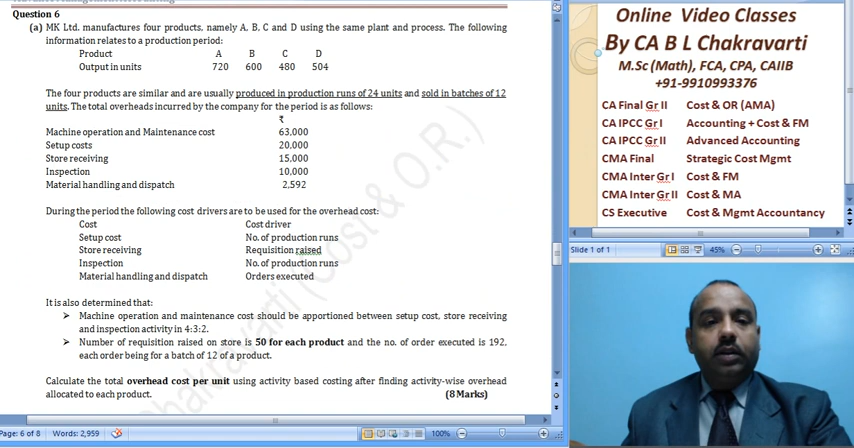 Question 6
(a) MK Ltd. manufactures four products, namely A, B, C and D using the same plant and process. The following
information relates to a production period:
Product A B C D
Output in units 720 600 480 504
The four products are similar and are usually produced in production runs of 24 units and sold in batches of 12
units. The total overheads incurred by the company for the period is as follows:
₹
Machine operation and Maintenance cost 63,000
Setup costs 20,000
Store receiving 15,000
Inspection 10,000
Material handling and dispatch 2,592
During the period the following cost drivers are to be used for the overhead cost:
Cost Cost driver
Setup cost No. of production runs
Store receiving Requisition raised
Inspection No. of production runs
Material handling and dispatch Orders executed
It is also determined that:
➢ Machine operation and maintenance cost should be apportioned between setup cost, store receiving
and inspection activity in 4:3:2.
➢ Number of requisition raised on store is 50 for each product and the no. of order executed is 192,
each order being for a batch of 12 of a product.
Calculate the total overhead cost per unit using activity based costing after finding activity-wise overhead
allocated to each product. (8 Marks)
Page: 6 of 8 Words: 2,959 100%
Online Video Classes
By CA B L Chakravarti
M.Sc (Math), FCA, CPA, CAIIB
+91-9910993376
CA Final Gr II Cost & OR (AMA)
CA IPCC Gr I Accounting + Cost & FM
CA IPCC Gr II Advanced Accounting
CMA Final Strategic Cost Mgmt
CMA Inter Gr I Cost & FM
CMA Inter Gr II Cost & MA
CS Executive Cost & Mgmt Accountancy
Slide 1 of 1 45%
(Cost & O.R.)